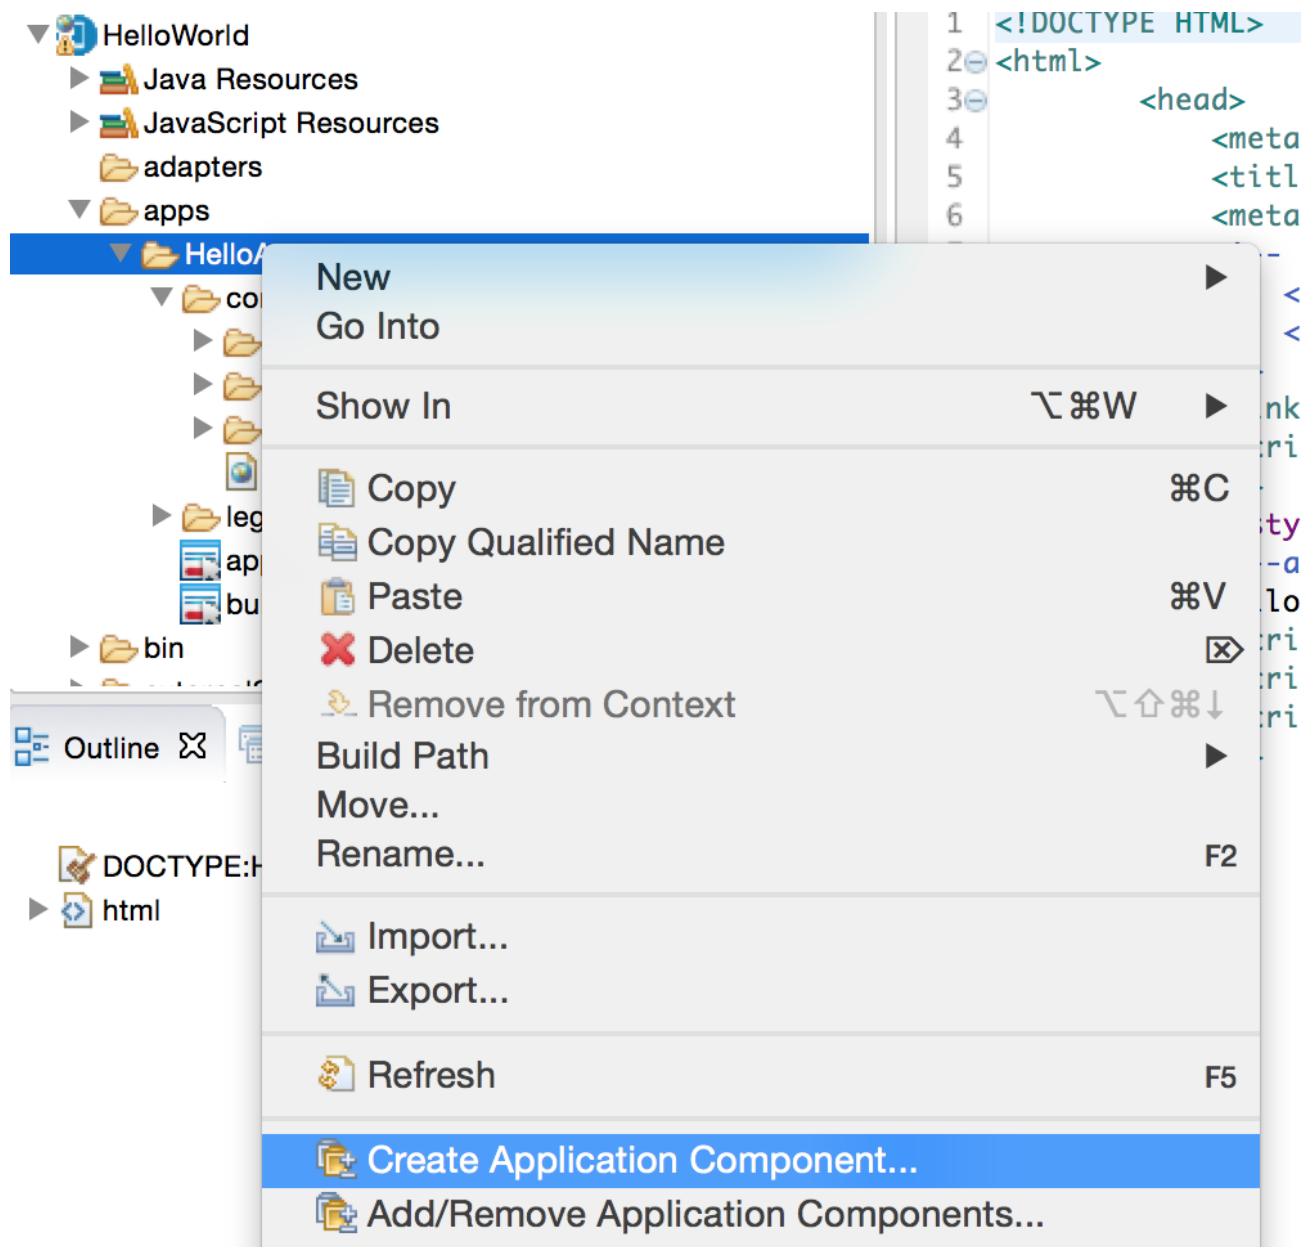 HelloWorld
Java Resources
JavaScript Resources
adapters
apps
bin
Outline
html
1 <!DOCTYPE HTML>
2 <html>
3 <head>
4 <meta
5
6 <meta
New
Go Into
Show In ⌥⌘W
Copy ⌘C
Copy Qualified Name
Paste ⌘V
Delete ⌦
Remove from Context ⌥⇧⌘↓
Build Path
Move...
Rename... F2
Import...
Export...
Refresh F5
Create Application Component...
Add/Remove Application Components...